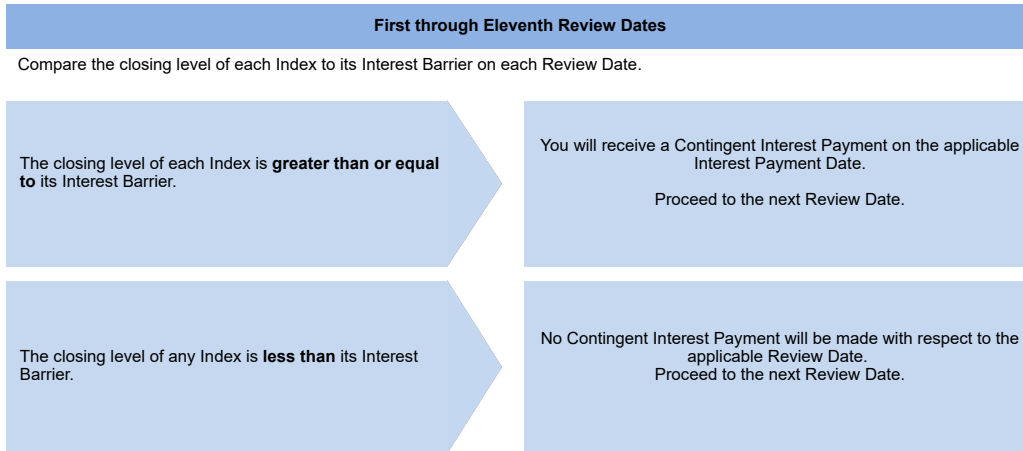 First through Eleventh Review Dates
Compare the closing level of each Index to its Interest Barrier on each Review Date.
The closing level of each Index is greater than or equal
to its Interest Barrier.
You will receive a Contingent Interest Payment on the applicable
Interest Payment Date.
Proceed to the next Review Date.
The closing level of any Index is less than its Interest
Barrier.
No Contingent Interest Payment will be made with respect to the
applicable Review Date.
Proceed to the next Review Date.